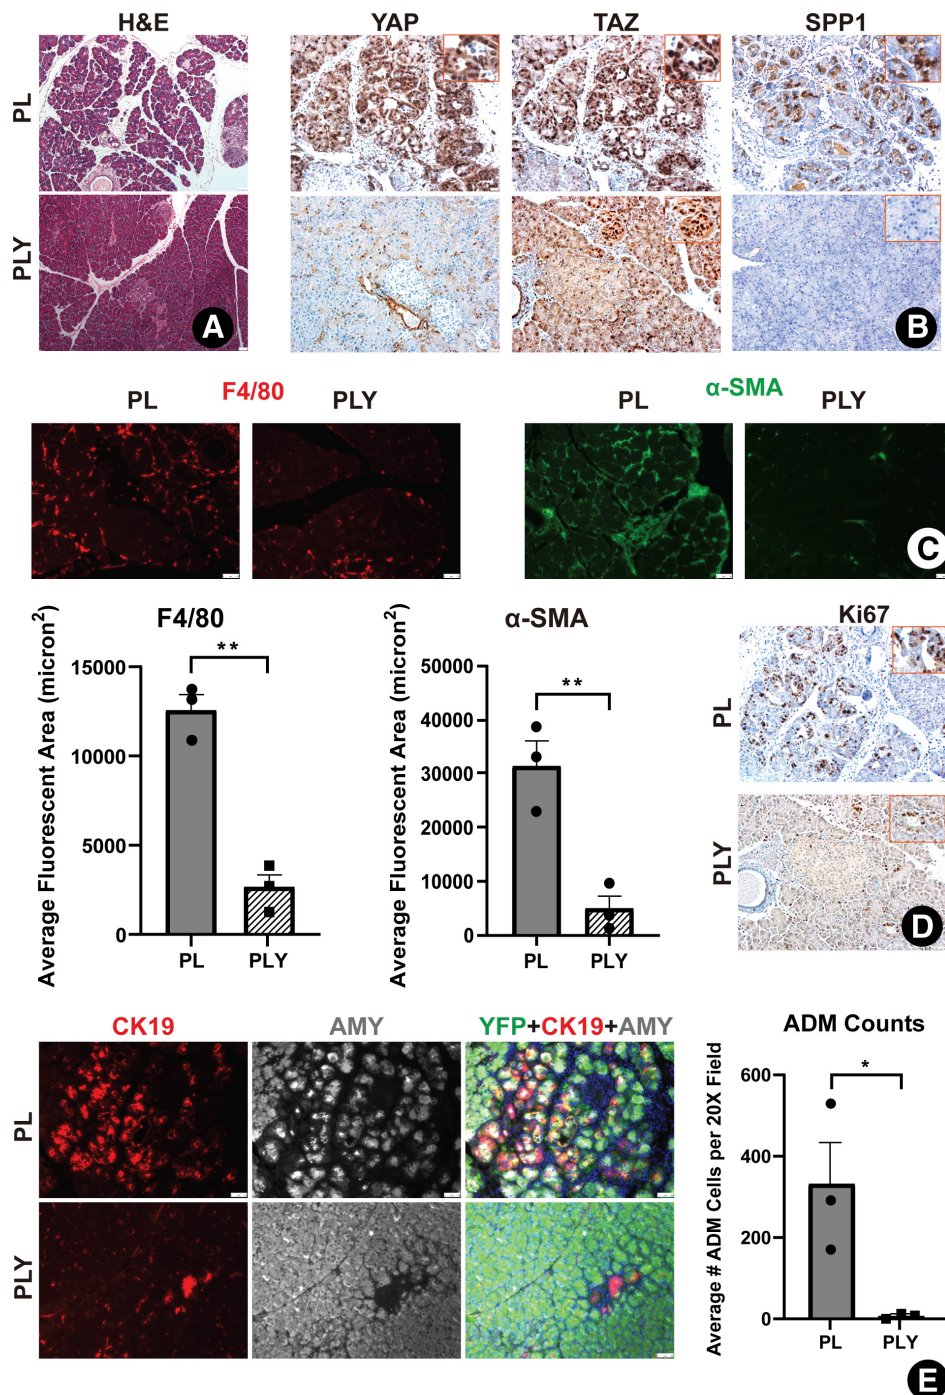 H&E YAP TAZ SPP1
PL
PLY
A
B
F4/80 α-SMA
PL PLY PL PLY
C
F4/80
Average Fluorescent Area (micron²)
**
15000
10000
5000
0
PL PLY
α-SMA
Average Fluorescent Area (micron²)
**
50000
40000
30000
20000
10000
0
PL PLY
Ki67
PL
PLY
D
CK19 AMY YFP+CK19+AMY
PL
PLY
ADM Counts
Average # ADM Cells per 20X Field
*
600
400
200
0
PL PLY
E